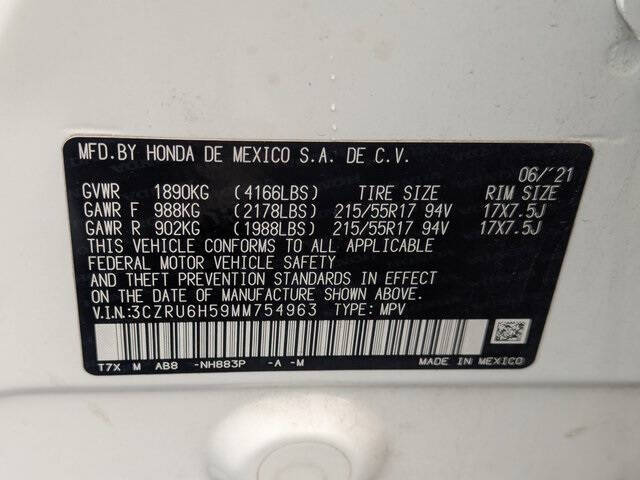 MFD.BY HONDA DE MEXICO S.A. DE C.V.
06/'21
GVWR 1890KG (4166LBS) TIRE SIZE RIM SIZE
GAWR F 988KG (2178LBS) 215/55R17 94V 17X7.5J
GAWR R 902KG (1988LBS) 215/55R17 94V 17X7.5J
THIS VEHICLE CONFORMS TO ALL APPLICABLE
FEDERAL MOTOR VEHICLE SAFETY
AND THEFT PREVENTION STANDARDS IN EFFECT
ON THE DATE OF MANUFACTURE SHOWN ABOVE.
V.I.N:3CZRU6H59MM754963 TYPE: MPV
T7X M AB8 -NH883P -A -M MADE IN MEXICO